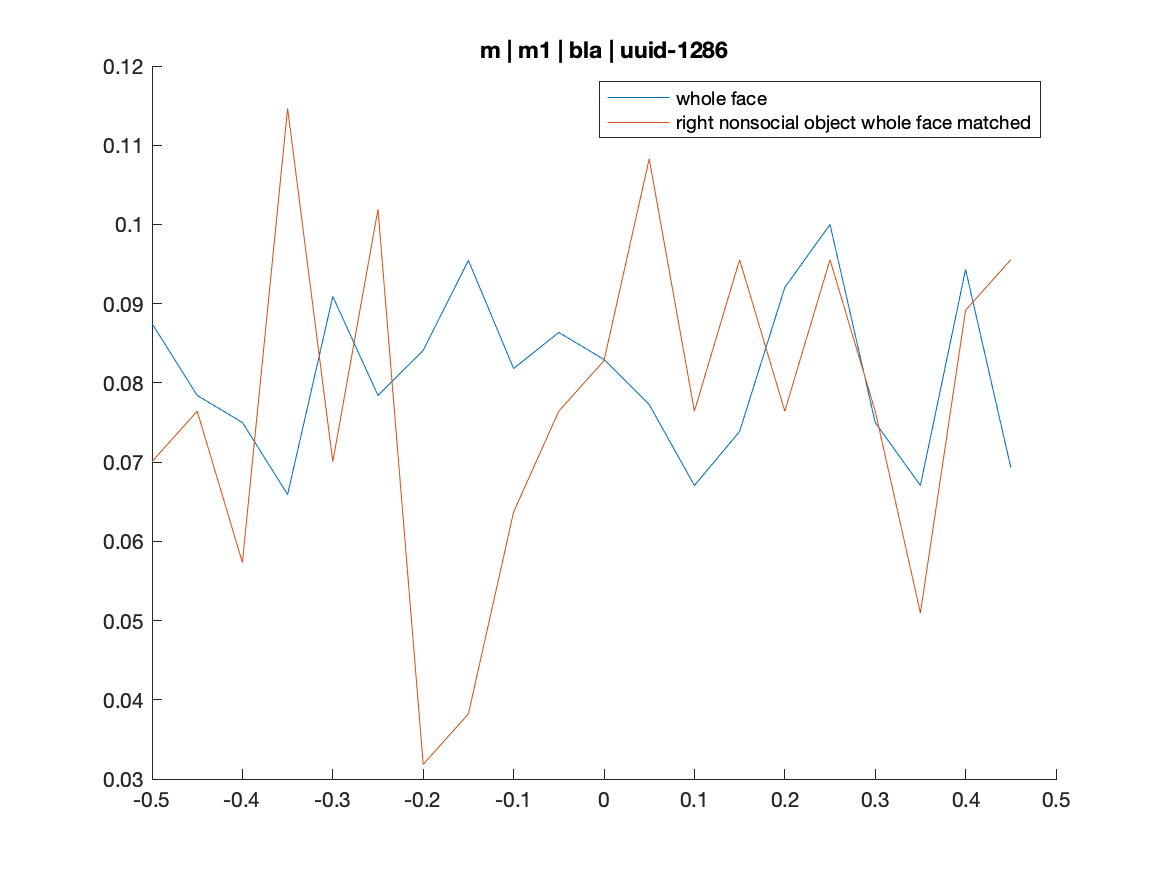 m | m1 | bla | uuid-1286
whole face
right nonsocial object whole face matched
0.12
0.11
0.1
0.09
0.08
0.07
0.06
0.05
0.04
0.03
-0.5 -0.4 -0.3 -0.2 -0.1 0 0.1 0.2 0.3 0.4 0.5